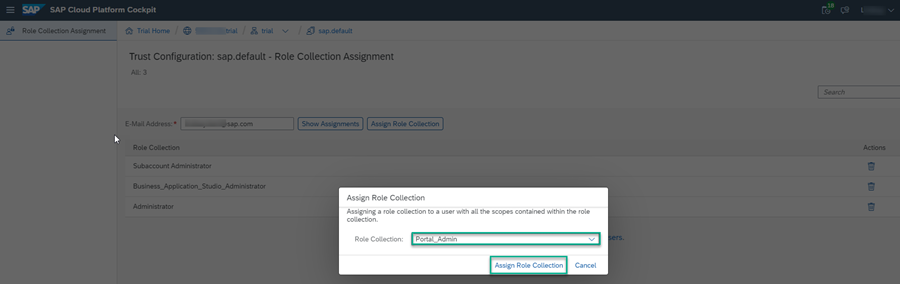 SAP SAP Cloud Platform Cockpit 18
Role Collection Assignment
Trial Home / trial / trial / sap.default
Trust Configuration: sap.default - Role Collection Assignment
All: 3
Search
E-Mail Address:* @sap.com Show Assignments Assign Role Collection
Role Collection Actions
Subaccount Administrator
Business_Application_Studio_Administrator
Administrator
Assign Role Collection
Assigning a role collection to a user with all the scopes contained within the role
collection.
Role Collection: Portal_Admin
sers.
Assign Role Collection Cancel